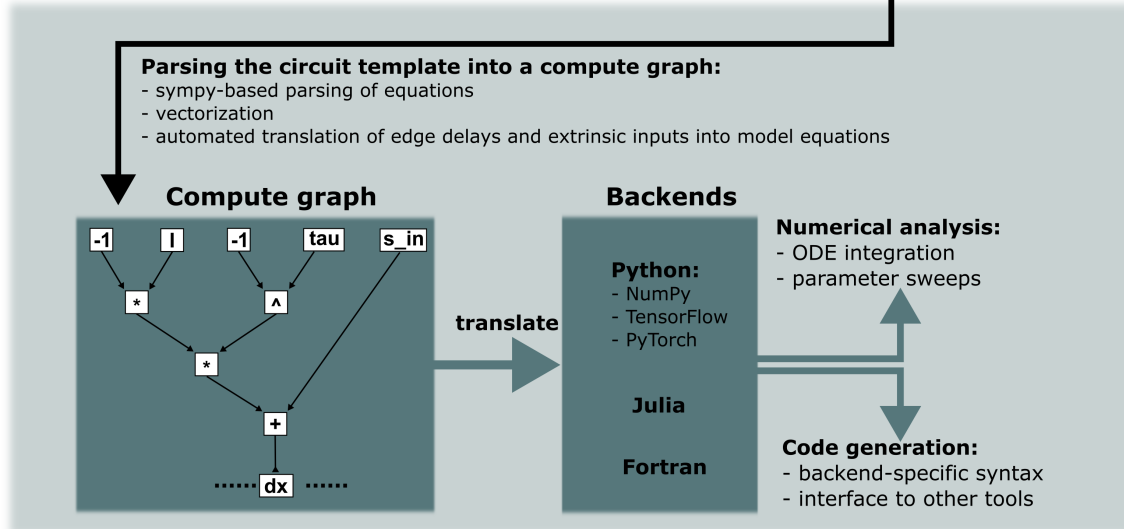 Parsing the circuit template into a compute graph:
- sympy-based parsing of equations
- vectorization
- automated translation of edge delays and extrinsic inputs into model equations
Compute graph
-1 I -1 tau s_in
* ^
*
+
...... dx ......
translate
Backends
Python:
- NumPy
- TensorFlow
- PyTorch
Julia
Fortran
Numerical analysis:
- ODE integration
- parameter sweeps
Code generation:
- backend-specific syntax
- interface to other tools